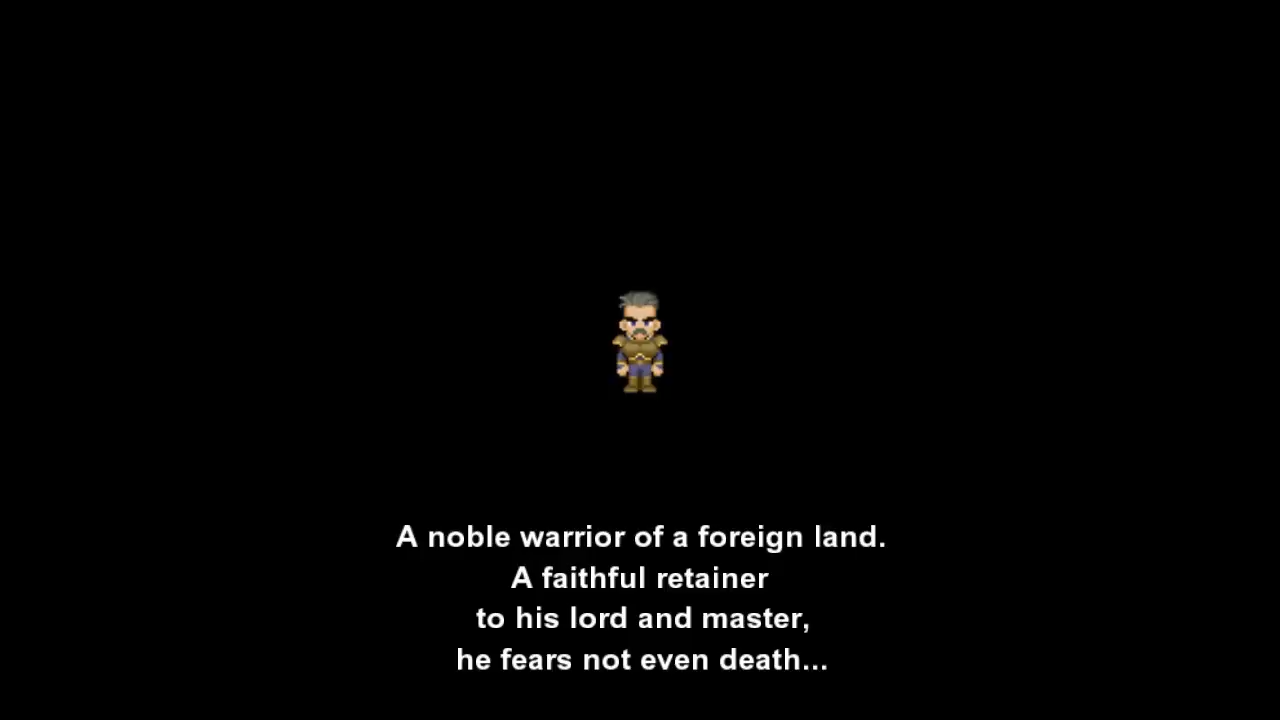 A noble warrior of a foreign land.
A faithful retainer
to his lord and master,
he fears not even death...